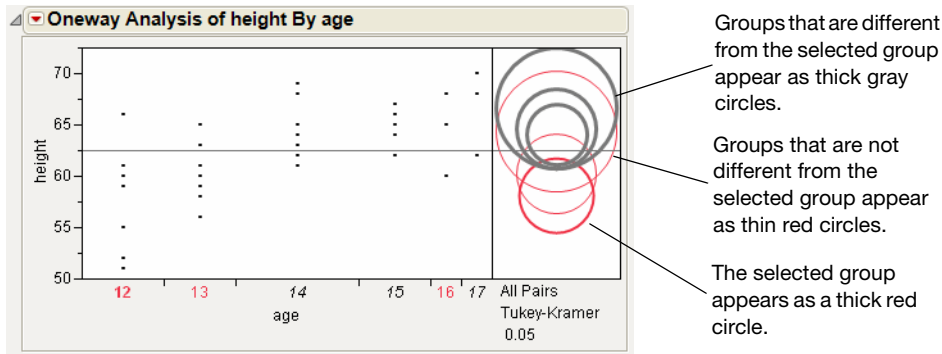 Oneway Analysis of height By age
70
65
60
55
50
height
12 13 14 15 16 17
age
All Pairs
Tukey-Kramer
0.05
Groups that are different
from the selected group
appear as thick gray
circles.
Groups that are not
different from the
selected group appear
as thin red circles.
The selected group
appears as a thick red
circle.